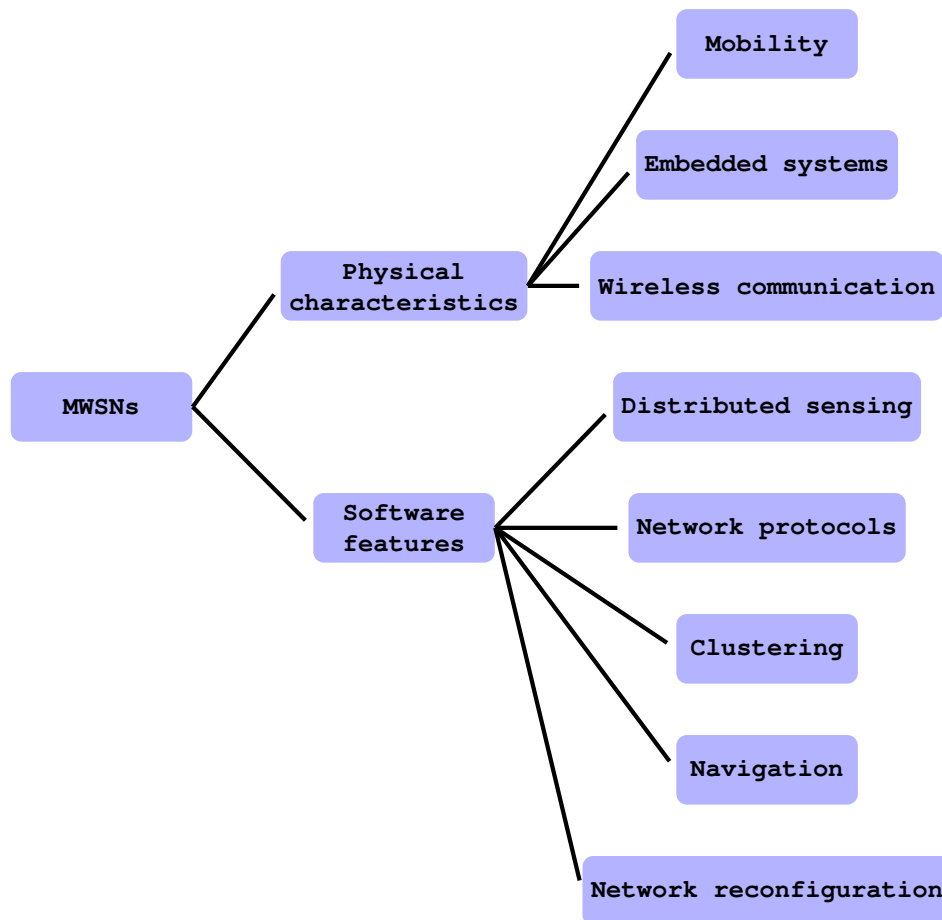 Mobility
Embedded systems
Physical
characteristics
Wireless communication
MWSNs
Distributed sensing
Software
features
Network protocols
Clustering
Navigation
Network reconfiguration